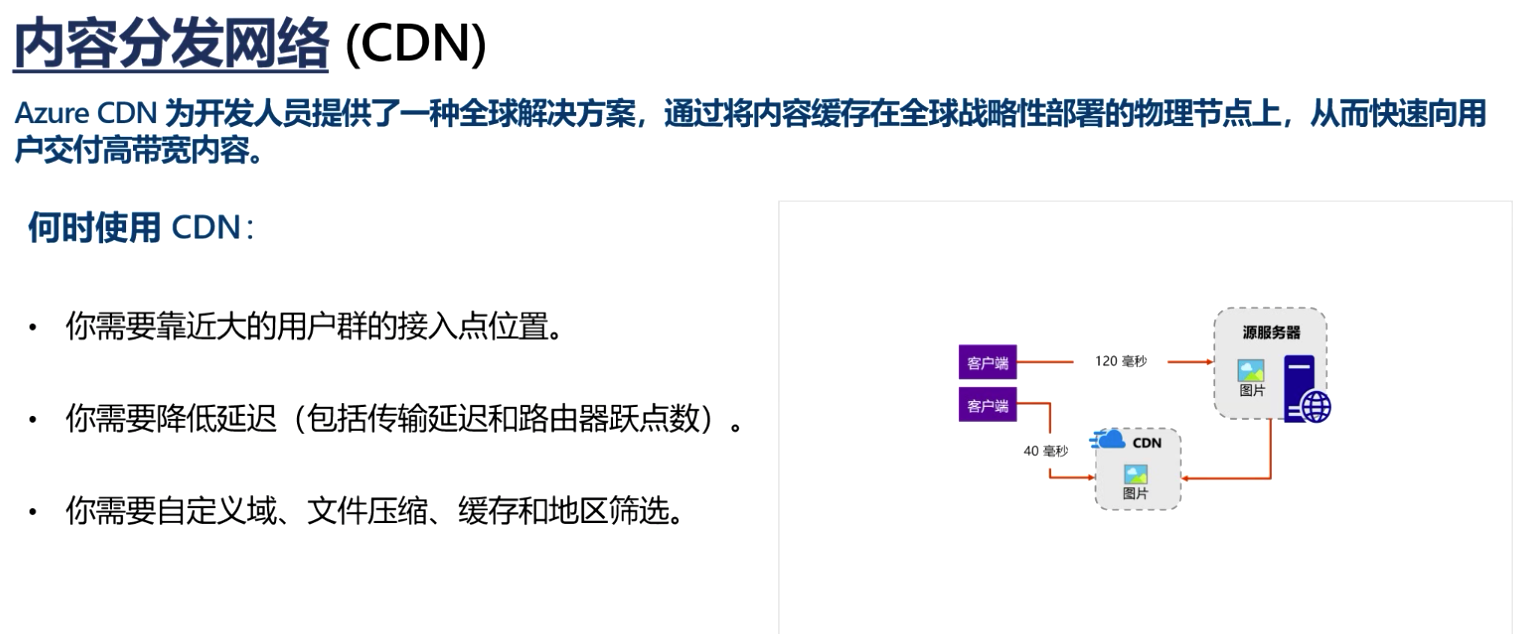 内容分发网络 (CDN)
Azure CDN 为开发人员提供了一种全球解决方案，通过将内容缓存在全球战略性部署的物理节点上，从而快速向用
户交付高带宽内容。
何时使用 CDN：
• 你需要靠近大的用户群的接入点位置。
• 你需要降低延迟（包括传输延迟和路由器跃点数）。
• 你需要自定义域、文件压缩、缓存和地区筛选。
源服务器
客户端
120 毫秒
图片
客户端
CDN
40 毫秒
图片